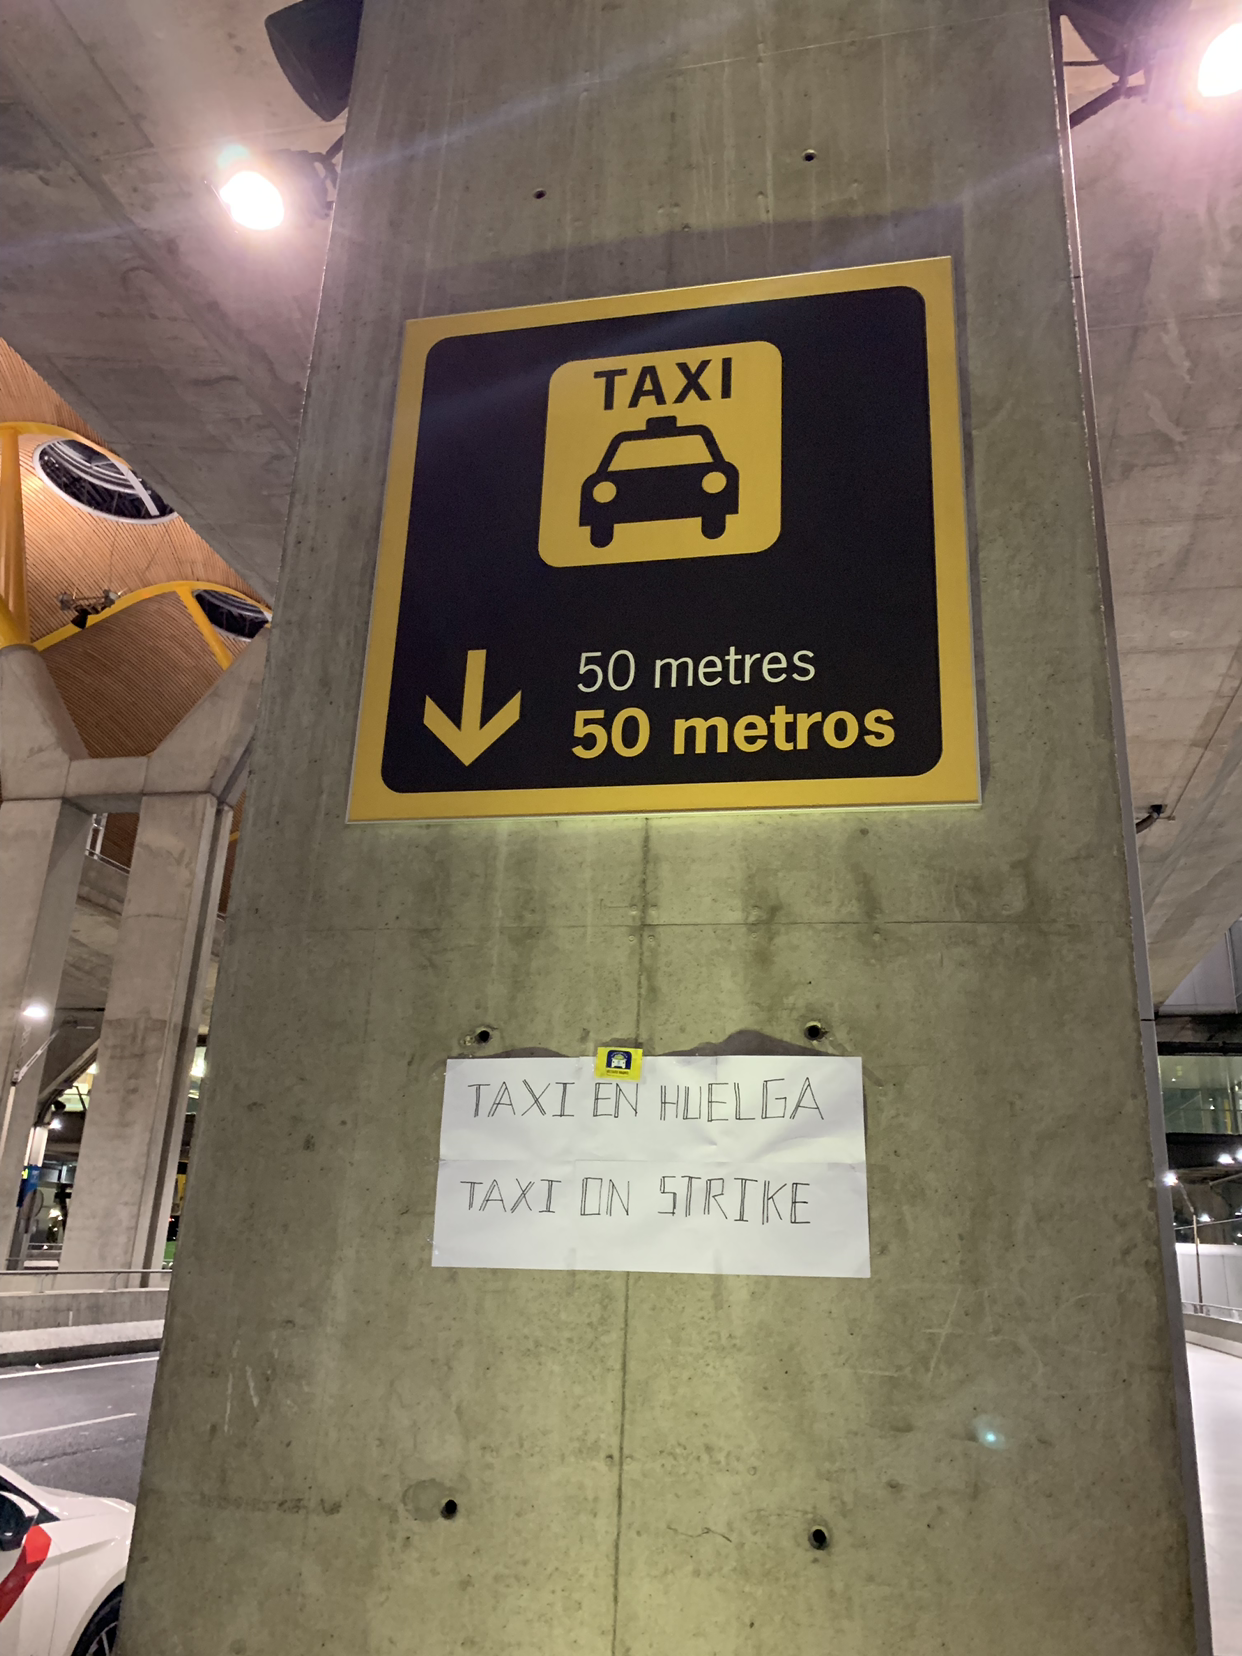 TAXI
50 metres
50 metros
TAXI EN HUELGA
TAXI ON STRIKE